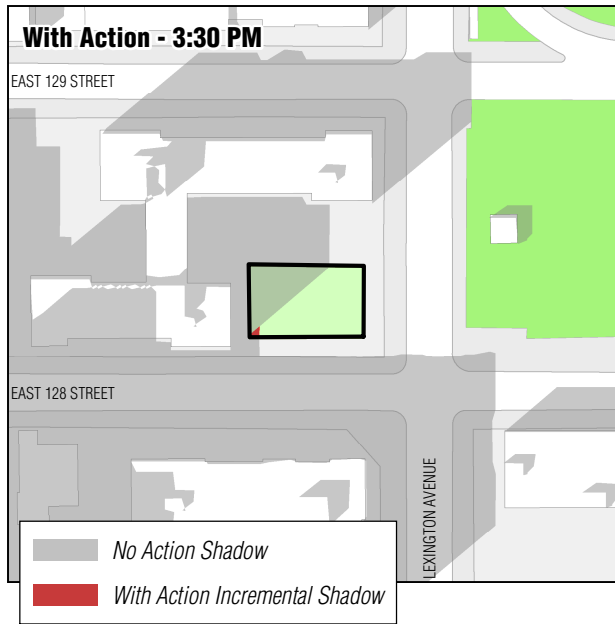 With Action - 3:30 PM
EAST 129 STREET
EAST 128 STREET
LEXINGTON AVENUE
No Action Shadow
With Action Incremental Shadow